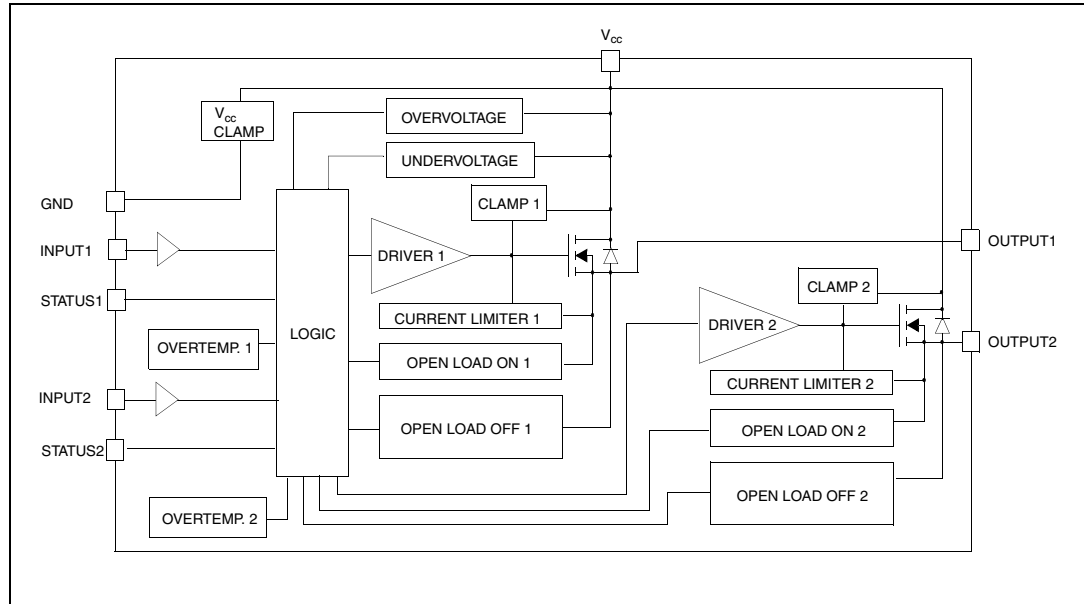 Vcc
Vcc
CLAMP
OVERVOLTAGE
UNDERVOLTAGE
GND
CLAMP 1
INPUT1
DRIVER 1
OUTPUT1
STATUS1
CLAMP 2
CURRENT LIMITER 1
LOGIC
DRIVER 2
OVERTEMP. 1
OUTPUT2
OPEN LOAD ON 1
CURRENT LIMITER 2
INPUT2
OPEN LOAD OFF 1
OPEN LOAD ON 2
STATUS2
OPEN LOAD OFF 2
OVERTEMP. 2